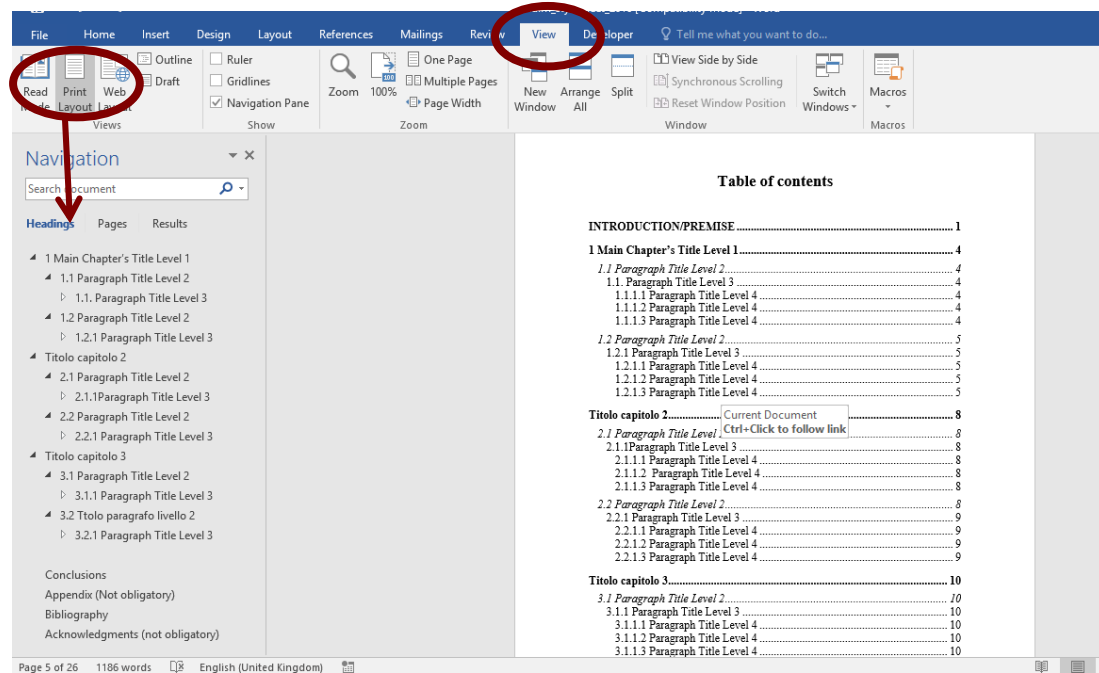 File Home Insert Design Layout References Mailings Review View Developer Tell me what you want to do...
Read Mode
Print Layout
Web Layout
Outline
Draft
Views
Ruler
Gridlines
Navigation Pane
Show
Zoom
100%
One Page
Multiple Pages
Page Width
Zoom
New Window
Arrange All
Split
View Side by Side
Synchronous Scrolling
Reset Window Position
Window
Switch Windows
Macros
Macros
Navigation
Search document
Headings Pages Results
1 Main Chapter's Title Level 1
1.1 Paragraph Title Level 2
1.1. Paragraph Title Level 3
1.2 Paragraph Title Level 2
1.2.1 Paragraph Title Level 3
Titolo capitolo 2
2.1 Paragraph Title Level 2
2.1.1Paragraph Title Level 3
2.2 Paragraph Title Level 2
2.2.1 Paragraph Title Level 3
Titolo capitolo 3
3.1 Paragraph Title Level 2
3.1.1 Paragraph Title Level 3
3.2 Ttolo paragrafo livello 2
3.2.1 Paragraph Title Level 3
Conclusions
Appendix (Not obligatory)
Bibliography
Acknowledgments (not obligatory)
Table of contents
INTRODUCTION/PREMISE 1
1 Main Chapter's Title Level 1 4
1.1 Paragraph Title Level 2 4
1.1. Paragraph Title Level 3 4
1.1.1.1 Paragraph Title Level 4 4
1.1.1.2 Paragraph Title Level 4 4
1.1.1.3 Paragraph Title Level 4 4
1.2 Paragraph Title Level 2 5
1.2.1 Paragraph Title Level 3 5
1.2.1.1 Paragraph Title Level 4 5
1.2.1.2 Paragraph Title Level 4 5
1.2.1.3 Paragraph Title Level 4 5
Titolo capitolo 2 8
Current Document
Ctrl+Click to follow link
2.1 Paragraph Title Level 8
2.1.1Paragraph Title Level 3 8
2.1.1.1 Paragraph Title Level 4 8
2.1.1.2 Paragraph Title Level 4 8
2.1.1.3 Paragraph Title Level 4 8
2.2 Paragraph Title Level 2 8
2.2.1 Paragraph Title Level 3 9
2.2.1.1 Paragraph Title Level 4 9
2.2.1.2 Paragraph Title Level 4 9
2.2.1.3 Paragraph Title Level 4 9
Titolo capitolo 3 10
3.1 Paragraph Title Level 2 10
3.1.1 Paragraph Title Level 3 10
3.1.1.1 Paragraph Title Level 4 10
3.1.1.2 Paragraph Title Level 4 10
3.1.1.3 Paragraph Title Level 4 10
Page 5 of 26 1186 words English (United Kingdom)